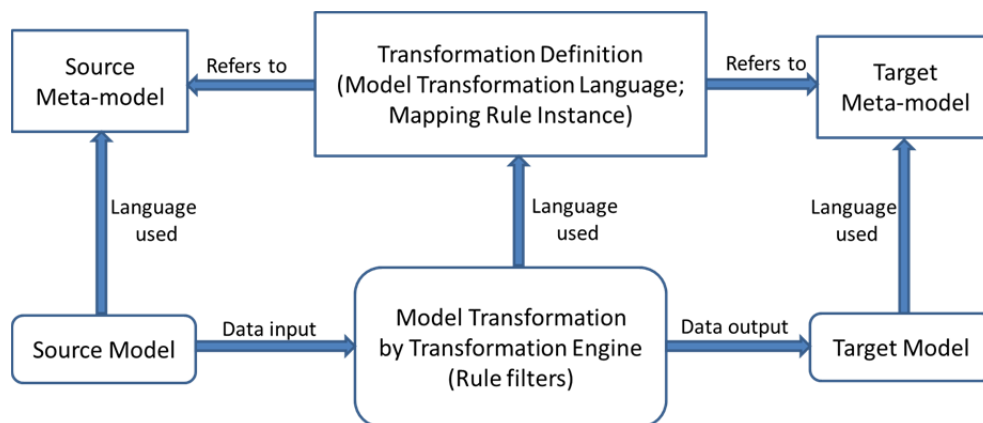 Source
Meta-model
Refers to
Transformation Definition
(Model Transformation Language;
Mapping Rule Instance)
Refers to
Target
Meta-model
Language
used
Language
used
Language
used
Source Model
Data input
Model Transformation
by Transformation Engine
(Rule filters)
Data output
Target Model